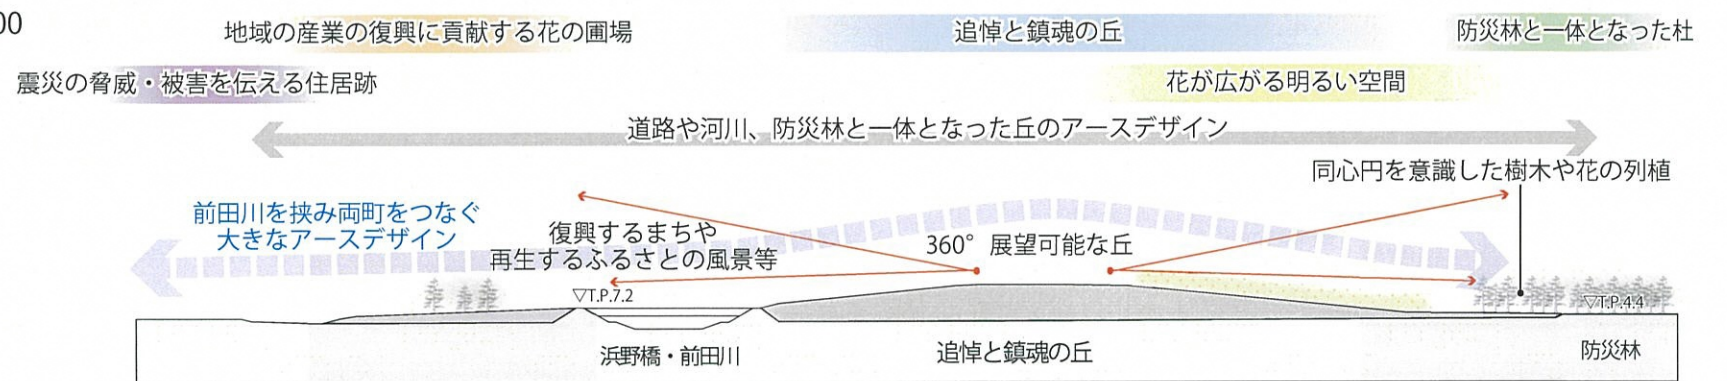 00
地域の産業の復興に貢献する花の圃場
追悼と鎮魂の丘
防災林と一体となった杜
震災の脅威・被害を伝える住居跡
花が広がる明るい空間
道路や河川、防災林と一体となった丘のアースデザイン
同心円を意識した樹木や花の列植
前田川を挟み両町をつなぐ
大きなアースデザイン
復興するまちや
再生するふるさとの風景等
360° 展望可能な丘
▽T.P.7.2
▽T.P.4.4
浜野橋・前田川
追悼と鎮魂の丘
防災林